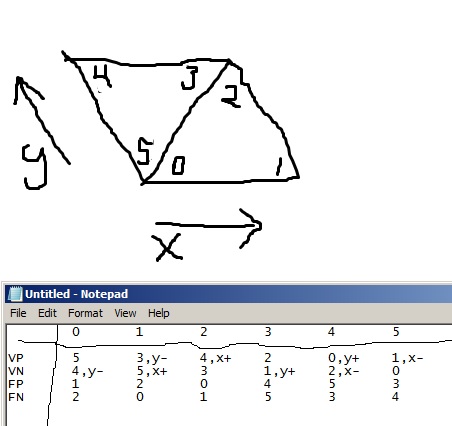 4 3
2
5
0 1
y
x
Untitled - Notepad
File Edit Format View Help
0 1 2 3 4 5
VP 5 3,y- 4,x+ 2 0,y+ 1,x-
VN 4,y- 5,x+ 3 1,y+ 2,x- 0
FP 1 2 0 4 5 3
FN 2 0 1 5 3 4